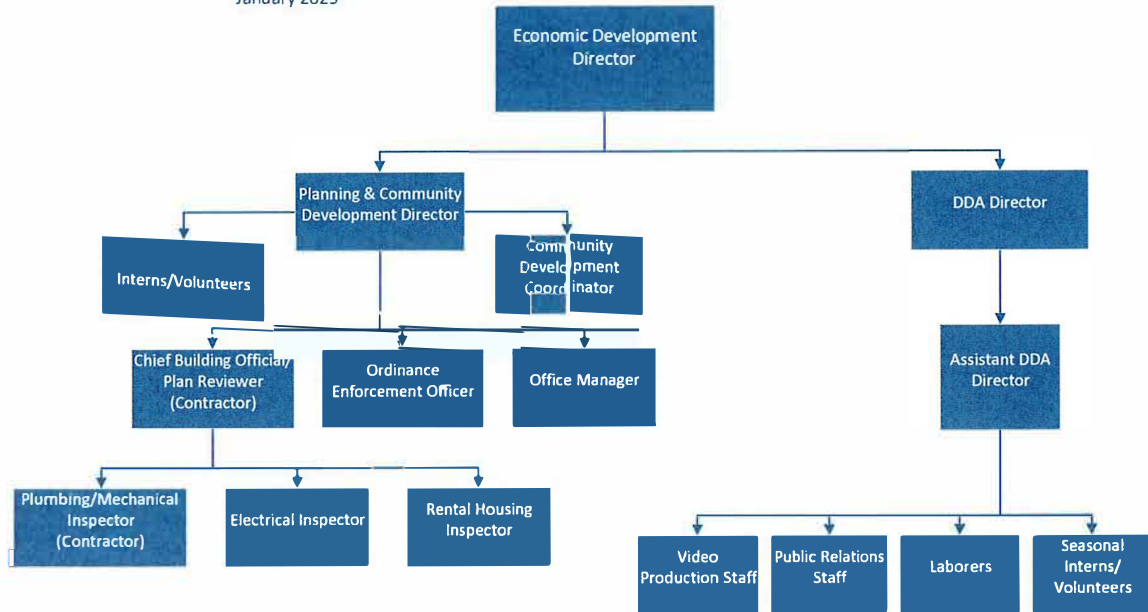 January 2025
Economic Development
Director
Planning & Community
Development Director
DDA Director
Interns/Volunteers
Community
Development
Coordinator
Chief Building Official/
Plan Reviewer
(Contractor)
Ordinance
Enforcement Officer
Office Manager
Assistant DDA
Director
Plumbing/Mechanical
Inspector
(Contractor)
Electrical Inspector
Rental Housing
Inspector
Video
Production Staff
Public Relations
Staff
Laborers
Seasonal
Interns/
Volunteers